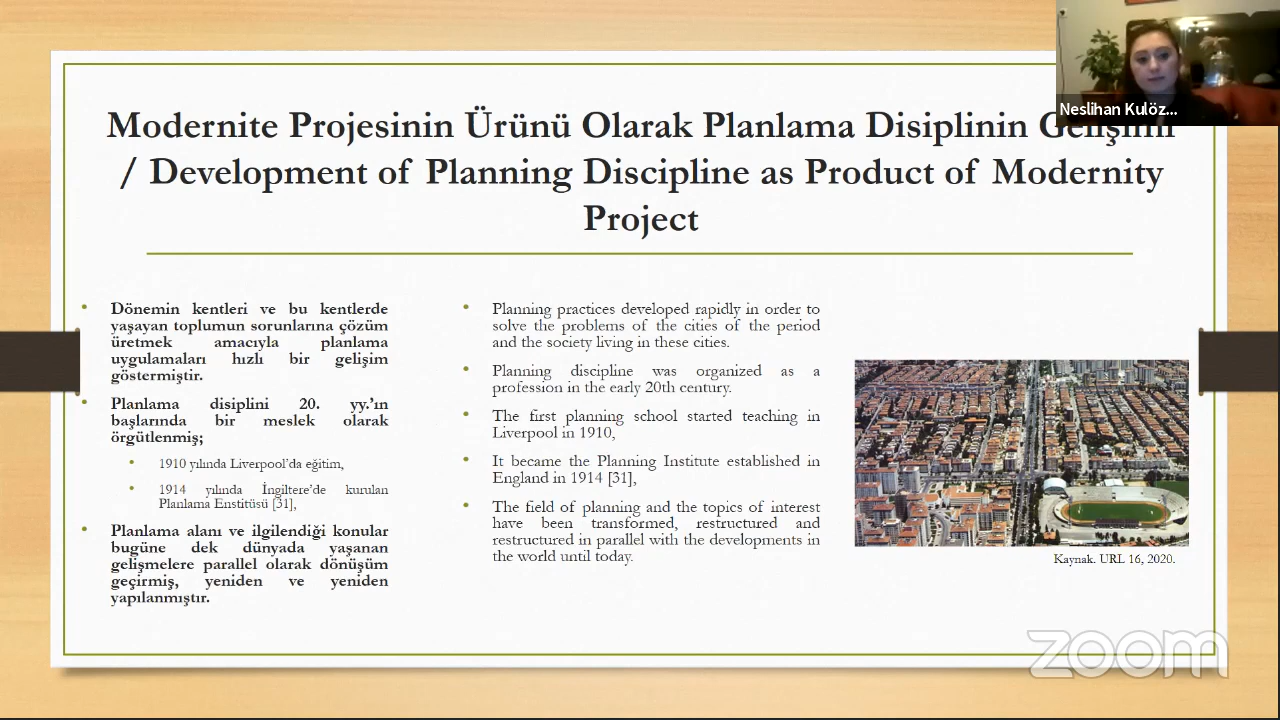 Neslihan Kulöz...
Modernite Projesinin Ürünü Olarak Planlama Disiplinin
/ Development of Planning Discipline as Product of Modernity
Project
• Dönemin kentleri ve bu kentlerde
yaşayan toplumun sorunlarına çözüm
üretmek amacıyla planlama
uygulamaları hızlı bir gelişim
göstermiştir.
• Planlama disiplini 20. yy.’ın
başlarında bir meslek olarak
örgütlenmiş;
• 1910 yılında Liverpool’da eğitim,
• 1914 yılında İngiltere’de kurulan
Planlama Enstitüsü [31],
• Planlama alanı ve ilgilendiği konular
bugüne dek dünyada yaşanan
gelişmelere parallel olarak dönüşüm
geçirmiş, yeniden ve yeniden
yapılanmıştır.
• Planning practices developed rapidly in order to
solve the problems of the cities of the period
and the society living in these cities.
• Planning discipline was organized as a
profession in the early 20th century.
• The first planning school started teaching in
Liverpool in 1910,
• It became the Planning Institute established in
England in 1914 [31],
• The field of planning and the topics of interest
have been transformed, restructured and
restructured in parallel with the developments in
the world until today.
Kaynak. URL 16, 2020.
zoom